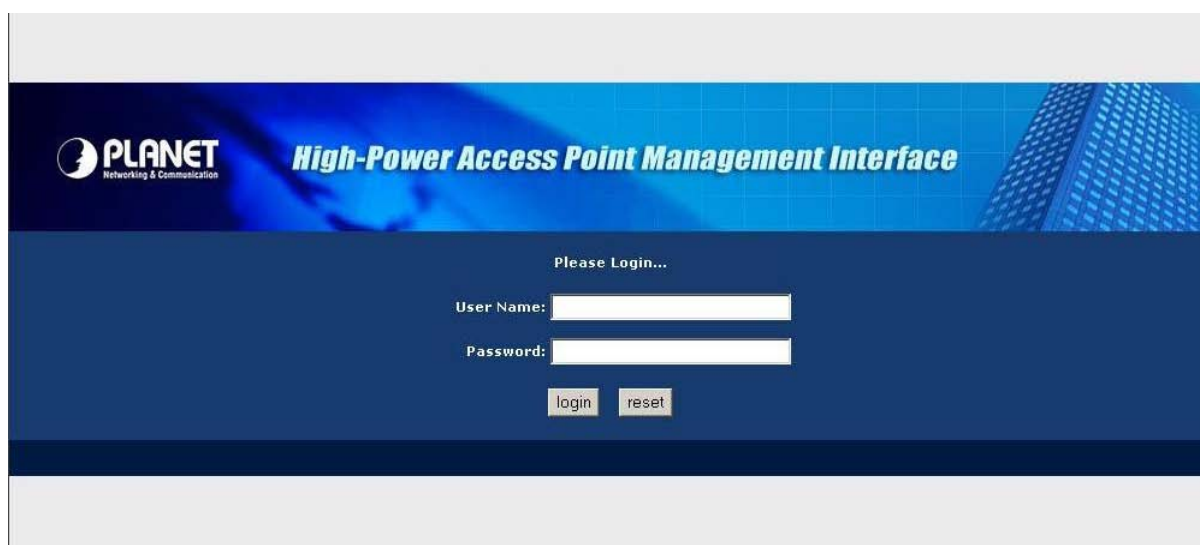 PLANET
Networking & Communication
High-Power Access Point Management Interface
Please Login...
User Name:
Password:
login reset